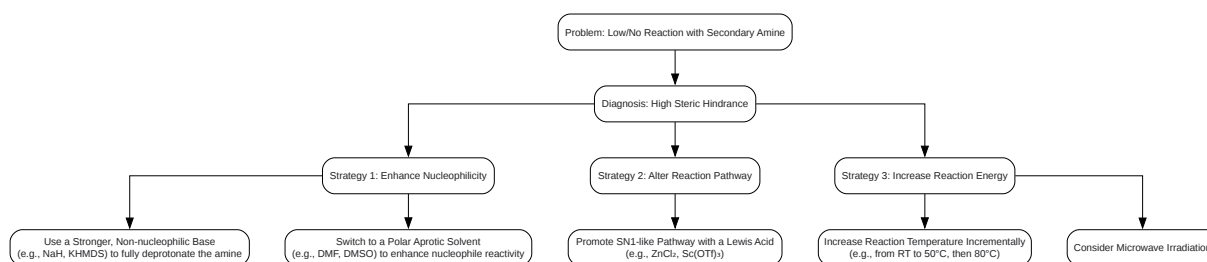 Problem: Low/No Reaction with Secondary Amine
Diagnosis: High Steric Hindrance
Strategy 1: Enhance Nucleophilicity
Strategy 2: Alter Reaction Pathway
Strategy 3: Increase Reaction Energy
Use a Stronger, Non-nucleophilic Base
(e.g., NaH, KHMDS) to fully deprotonate the amine
Switch to a Polar Aprotic Solvent
(e.g., DMF, DMSO) to enhance nucleophile reactivity
Promote SN1-like Pathway with a Lewis Acid
(e.g., ZnCl₂, Sc(OTf)₃)
Increase Reaction Temperature Incrementally
(e.g., from RT to 50°C, then 80°C)
Consider Microwave Irradiation